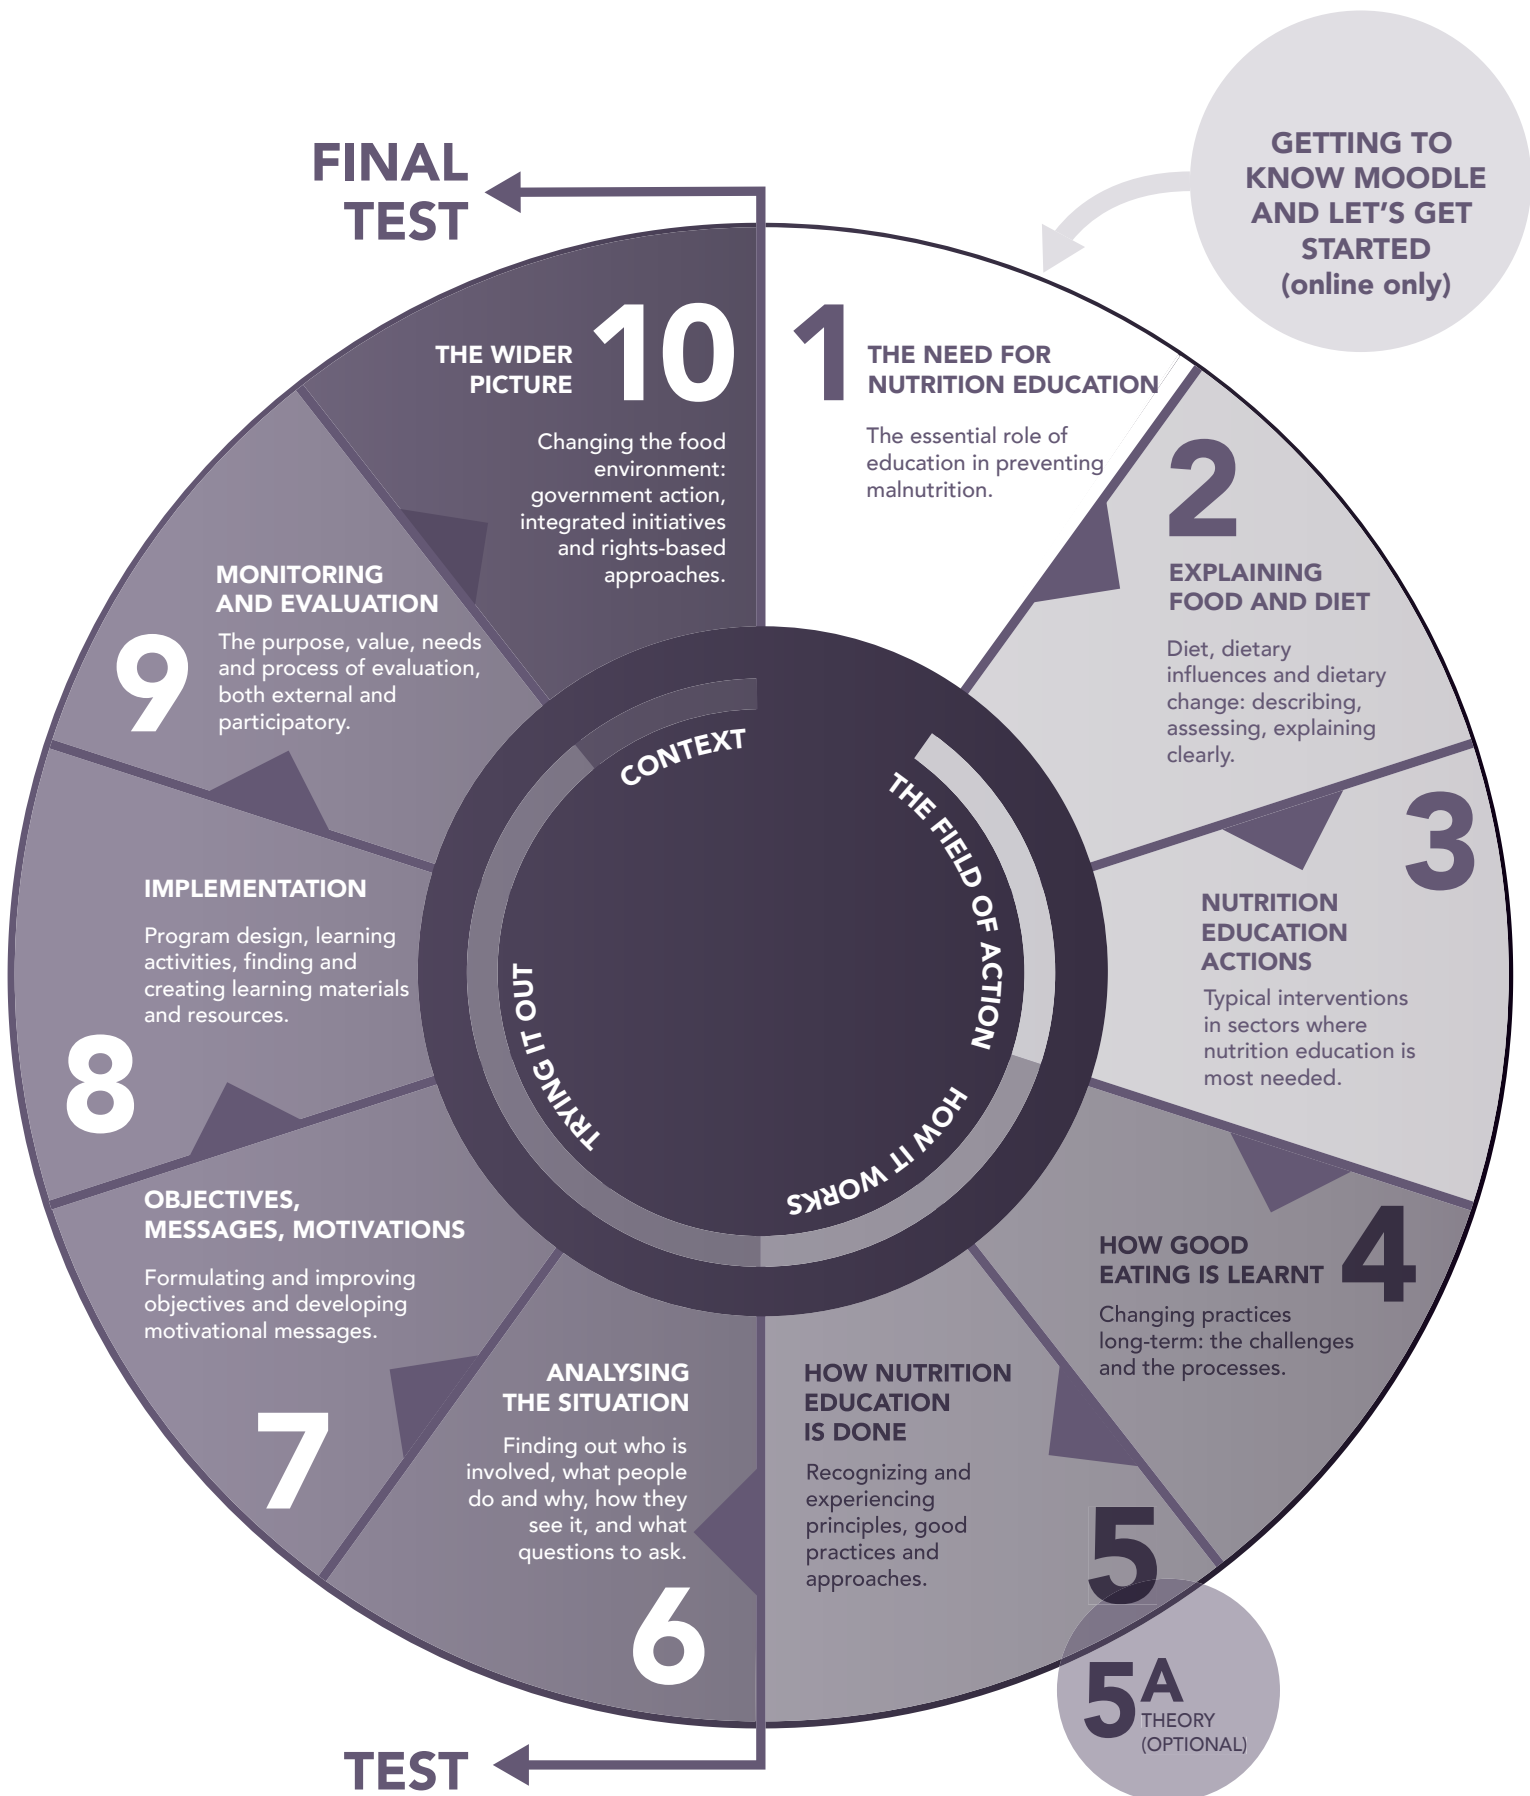 FINAL
TEST
GETTING TO
KNOW MOODLE
AND LET'S GET
STARTED
(online only)
1
THE NEED FOR
NUTRITION EDUCATION
The essential role of
education in preventing
malnutrition.
2
EXPLAINING
FOOD AND DIET
Diet, dietary
influences and dietary
change: describing,
assessing, explaining
clearly.
3
NUTRITION
EDUCATION
ACTIONS
Typical interventions
in sectors where
nutrition education is
most needed.
4
HOW GOOD
EATING IS LEARNT
Changing practices
long-term: the challenges
and the processes.
5
HOW NUTRITION
EDUCATION
IS DONE
Recognizing and
experiencing
principles, good
practices and
approaches.
5A
THEORY
(OPTIONAL)
TEST
6
ANALYSING
THE SITUATION
Finding out who is
involved, what people
do and why, how they
see it, and what
questions to ask.
7
OBJECTIVES,
MESSAGES, MOTIVATIONS
Formulating and improving
objectives and developing
motivational messages.
8
IMPLEMENTATION
Program design, learning
activities, finding and
creating learning materials
and resources.
9
MONITORING
AND EVALUATION
The purpose, value, needs
and process of evaluation,
both external and
participatory.
10
THE WIDER
PICTURE
Changing the food
environment:
government action,
integrated initiatives
and rights-based
approaches.
THE FIELD OF ACTION
HOW IT WORKS
TRYING IT OUT
CONTEXT